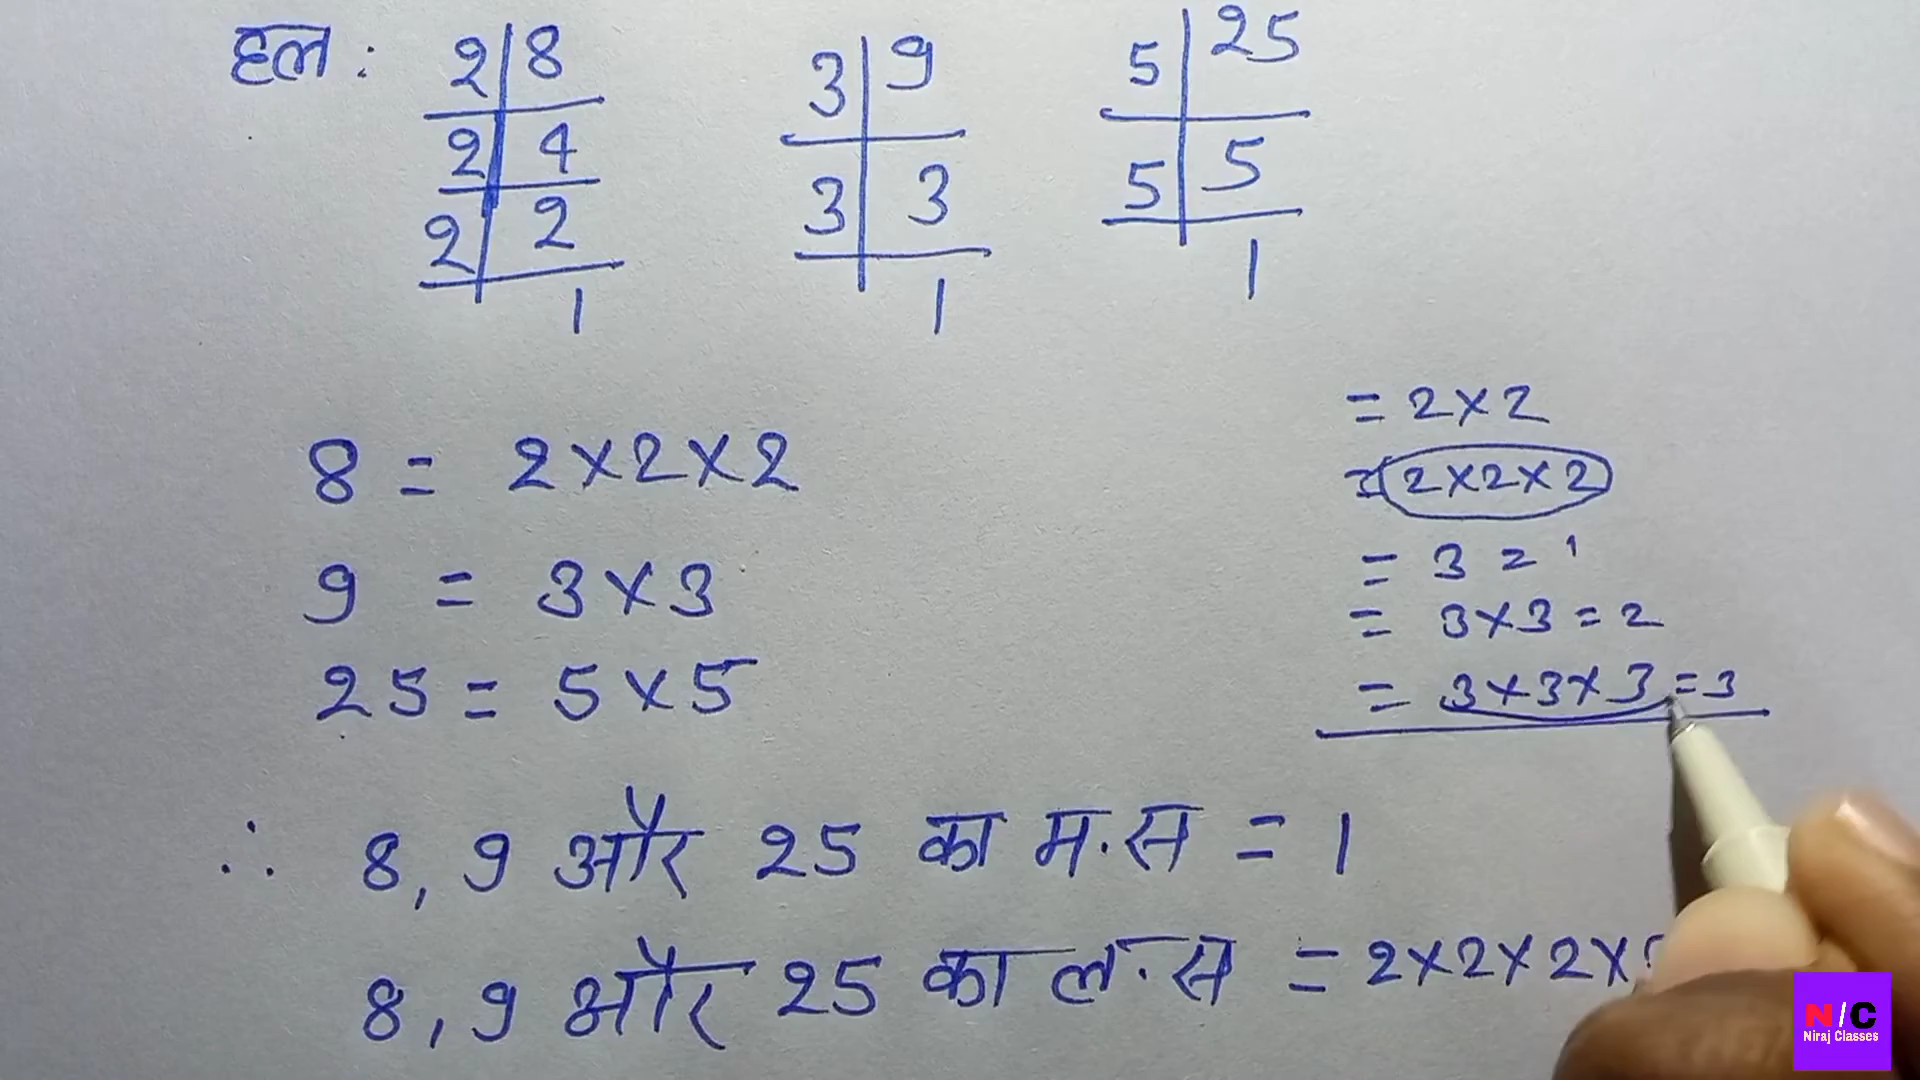 हल : 2 8 3 9 5 25
2 4 3 3 5 5
2 2 1 1
1
= 2×2
8 = 2×2×2
= 2×2×2
= 3 = 1
9 = 3×3
= 3×3 = 2
25 = 5×5
= 3×3×3 = 3
∴ 8, 9 और 25 का म.स = 1
8, 9 और 25 का ल.स = 2×2×2×
N/C
Niraj Classes